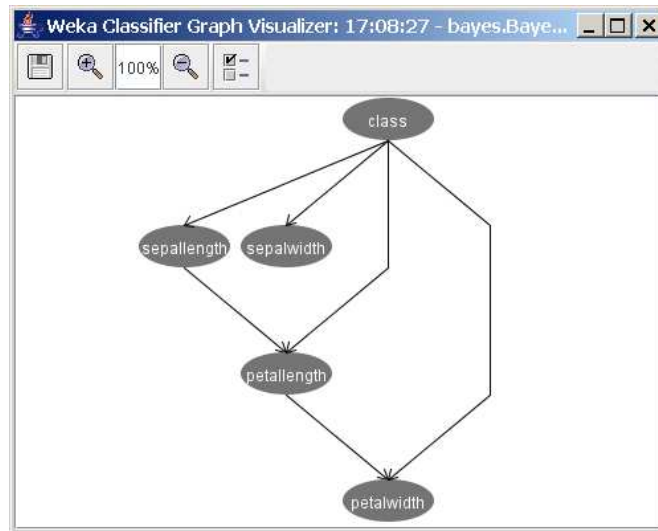 Weka Classifier Graph Visualizer: 17:08:27 - bayes.Baye...
100%
class
sepallength sepalwidth
petallength
petalwidth